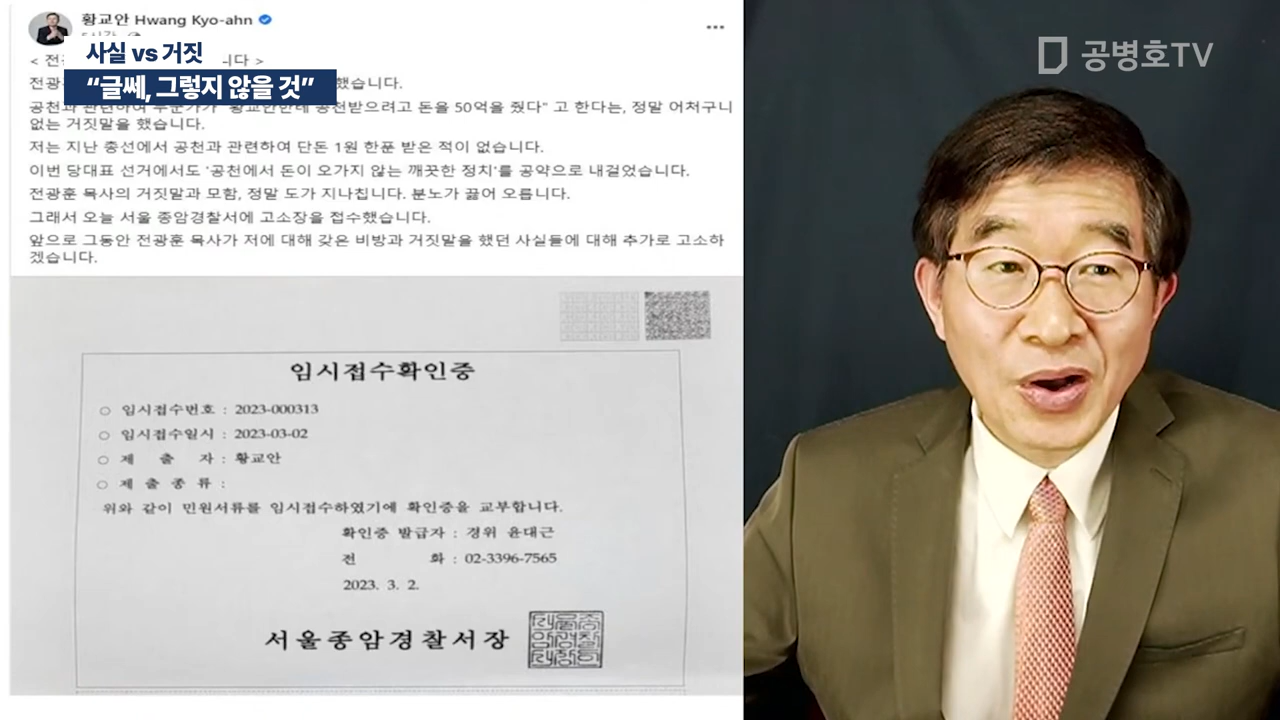 황교안 Hwang Kyo-ahn
공병호TV
사실 vs 거짓
니다 >
“글쎄, 그렇지 않을 것”
했습니다.
공천과 관련하여 누군가가 "황교안한테 공천받으려고 돈을 50억을 줬다" 고 한다는, 정말 어처구니
없는 거짓말을 했습니다.
저는 지난 총선에서 공천과 관련하여 단돈 1원 한푼 받은 적이 없습니다.
이번 당대표 선거에서도 '공천에서 돈이 오가지 않는 깨끗한 정치'를 공약으로 내걸었습니다.
전광훈 목사의 거짓말과 모함, 정말 도가 지나칩니다. 분노가 끓어 오릅니다.
그래서 오늘 서울 종암경찰서에 고소장을 접수했습니다.
앞으로 그동안 전광훈 목사가 저에 대해 갖은 비방과 거짓말을 했던 사실들에 대해 추가로 고소하
겠습니다.
임시접수확인증
○ 임시접수번호 : 2023-000313
○ 임시접수일시 : 2023-03-02
○ 제 출 자 : 황교안
○ 제 출 종 류 :
위와 같이 민원서류를 임시접수하였기에 확인증을 교부합니다.
확인증 발급자 : 경위 윤대근
전 화 : 02-3396-7565
2023. 3. 2.
서울종암경찰서장